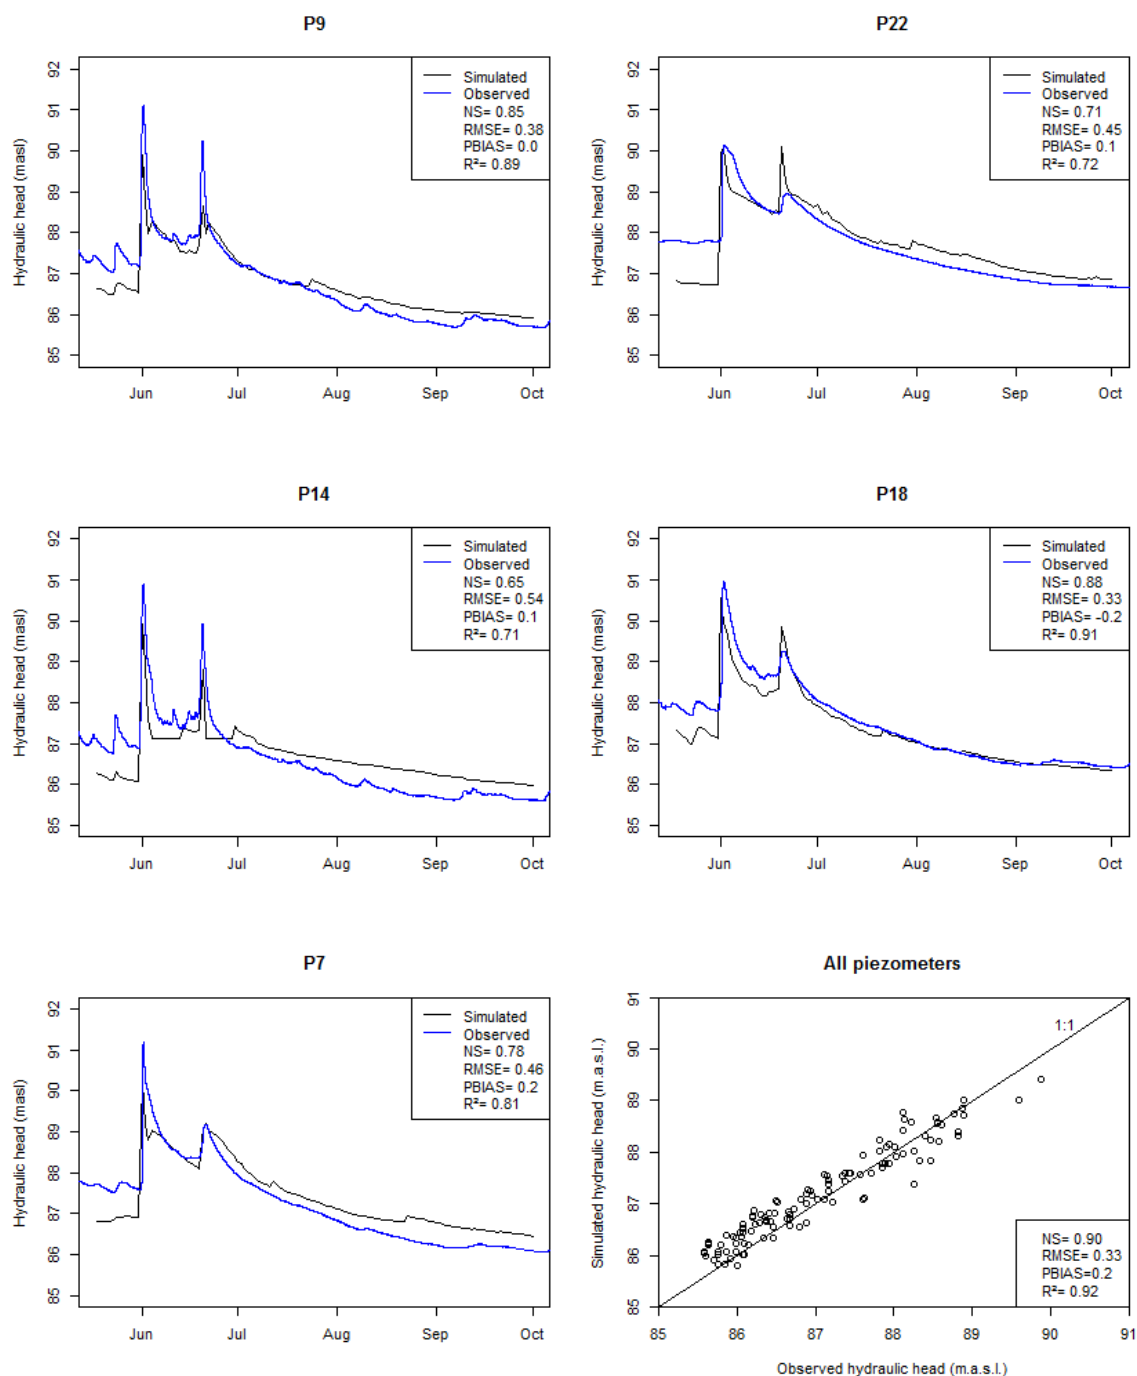 P9
Hydraulic head (masl)
92
91
90
89
88
87
86
85
Simulated
Observed
NS= 0.85
RMSE= 0.38
PBIAS= 0.0
R²= 0.89
Jun Jul Aug Sep Oct
P22
Hydraulic head (masl)
92
91
90
89
88
87
86
85
Simulated
Observed
NS= 0.71
RMSE= 0.45
PBIAS= 0.1
R²= 0.72
Jun Jul Aug Sep Oct
P14
Hydraulic head (masl)
92
91
90
89
88
87
86
85
Simulated
Observed
NS= 0.65
RMSE= 0.54
PBIAS= 0.1
R²= 0.71
Jun Jul Aug Sep Oct
P18
Hydraulic head (masl)
92
91
90
89
88
87
86
85
Simulated
Observed
NS= 0.88
RMSE= 0.33
PBIAS= -0.2
R²= 0.91
Jun Jul Aug Sep Oct
P7
Hydraulic head (masl)
92
91
90
89
88
87
86
85
Simulated
Observed
NS= 0.78
RMSE= 0.46
PBIAS= 0.2
R²= 0.81
Jun Jul Aug Sep Oct
All piezometers
Simulated hydraulic head (m.a.s.l.)
91
90
89
88
87
86
85
1:1
NS= 0.90
RMSE= 0.33
PBIAS=0.2
R²= 0.92
85 86 87 88 89 90 91
Observed hydraulic head (m.a.s.l.)